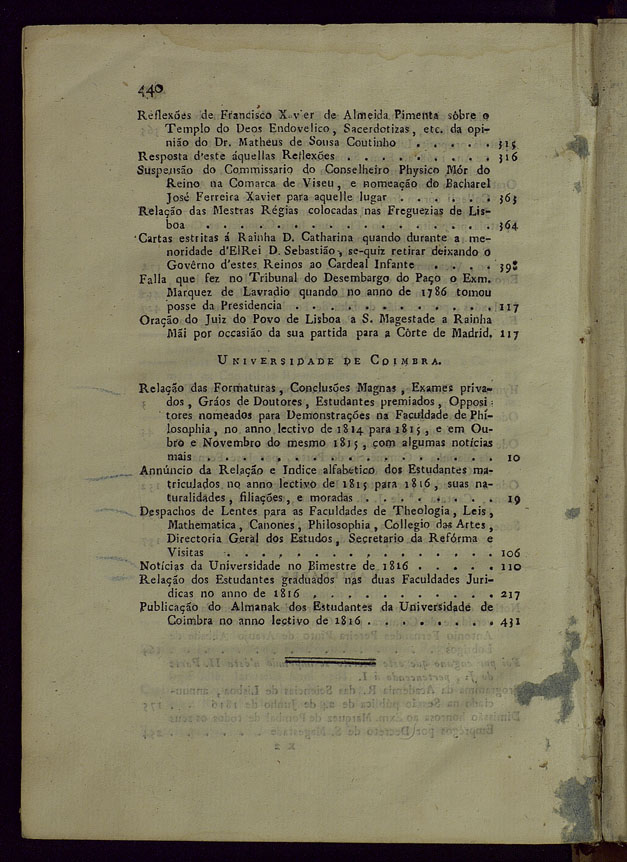 440
Reflexões de Francisco Xavier de Almeida Pimenta sôbre o
Templo do Deos Endovelico, Sacerdotizas, etc. da opi-
nião do Dr. Matheus de Sousa Coutinho . . . . . 315
Resposta d'este áquellas Reflexões . . . . . . . . 316
Suspensão do Commissario do Conselheiro Physico Mór do
Reino na Comarca de Viseu, e nomeação do Bacharel
José Ferreira Xavier para aquelle lugar . . . . . . 363
Relação das Mestras Régias colocadas nas Freguezias de Lis-
boa . . . . . . . . . . . . . . . . . . 364
Cartas estritas á Rainha D. Catharina quando durante a me-
noridade d'ElRei D. Sebastião, se-quiz retirar deixando o
Govêrno d'estes Reinos ao Cardeal Infante . . . . 398
Falla que fez no Tribunal do Desembargo do Paço o Exm.
Marquez de Lavradio quando no anno de 1786 tomou
posse da Presidencia . . . . . . . . . . . . 117
Oração do Juiz do Povo de Lisboa a S. Magestade a Rainha
Mãi por occasião da sua partida para a Côrte de Madrid. 117
UNIVERSIDADE DE COIMBRA.
Relação das Formaturas, Conclusões Magnas, Exames priva-
dos, Gráos de Doutores, Estudantes premiados, Opposi
tores nomeados para Demonstrações na Faculdade de Phi-
losophia, no anno lectivo de 1814 para 1815, e em Ou-
bro e Novembro do mesmo 1815, com algumas notícias
mais . . . . . . . . . . . . . . . . . . 10
Annúncio da Relação e Indice alfabetico dos Estudantes ma-
triculados no anno lectivo de 1815 para 1816, suas na-
turalidades, filiações, e moradas . . . . . . . . 19
Despachos de Lentes para as Faculdades de Theologia, Leis,
Mathematica, Canones, Philosophia, Collegio das Artes,
Directoria Geral dos Estudos, Secretario da Refórma e
Visitas . . . . . . . . . . . . . . . . . 106
Notícias da Universidade no Bimestre de 1816 . . . . . 110
Relação dos Estudantes graduados nas duas Faculdades Juri-
dicas no anno de 1816 . . . . . . . . . . . 217
Publicação do Almanak dos Estudantes da Universidade de
Coimbra no anno lectivo de 1816 . . . . . . . . 431